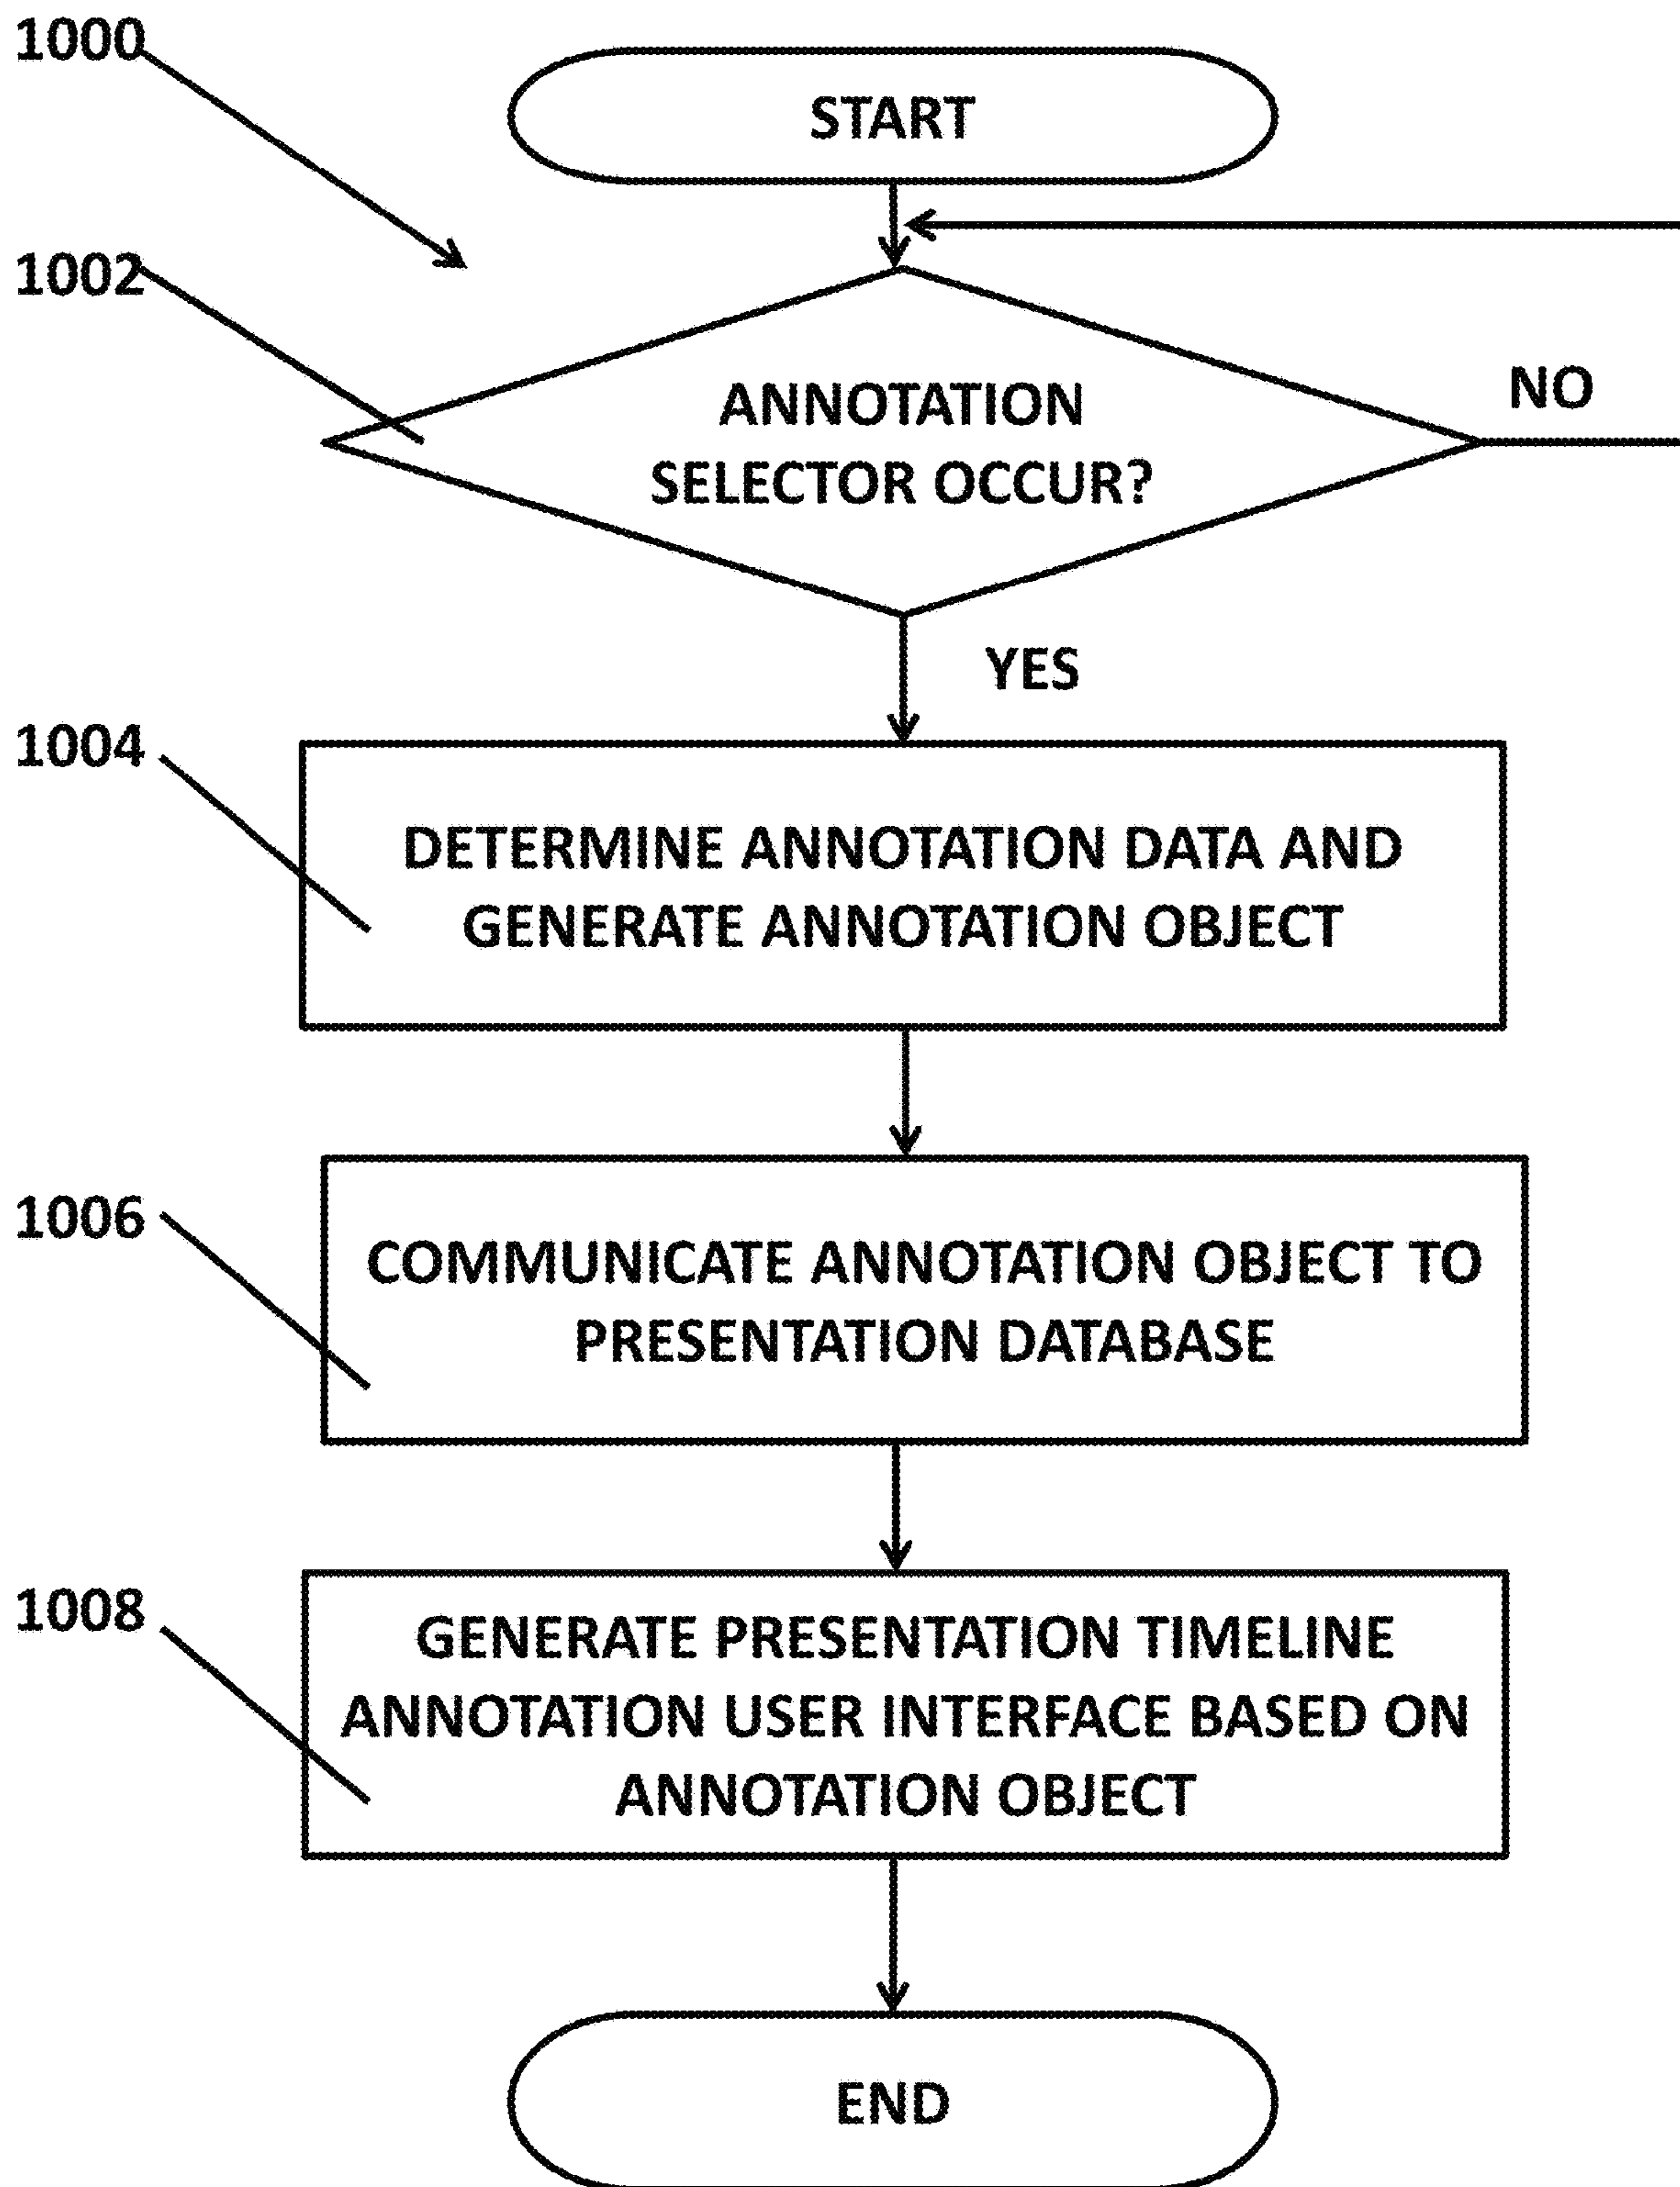 1000
START
1002
ANNOTATION
SELECTOR OCCUR?
NO
YES
1004
DETERMINE ANNOTATION DATA AND
GENERATE ANNOTATION OBJECT
1006
COMMUNICATE ANNOTATION OBJECT TO
PRESENTATION DATABASE
1008
GENERATE PRESENTATION TIMELINE
ANNOTATION USER INTERFACE BASED ON
ANNOTATION OBJECT
END